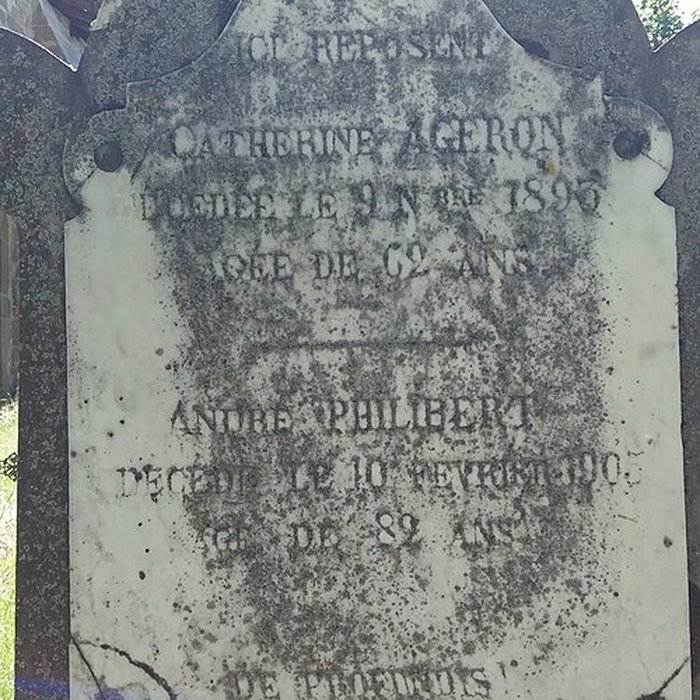 ICI REPOSENT
CATHERINE AGERON
DÉCÉDÉE LE 9 NBRE 1893
AGÉE DE 62 ANS
ANDRÉ PHILIBERT
DÉCÉDÉ LE 10 FÉVRIER 1905
AGÉ DE 82 ANS
DE PROFUNDIS